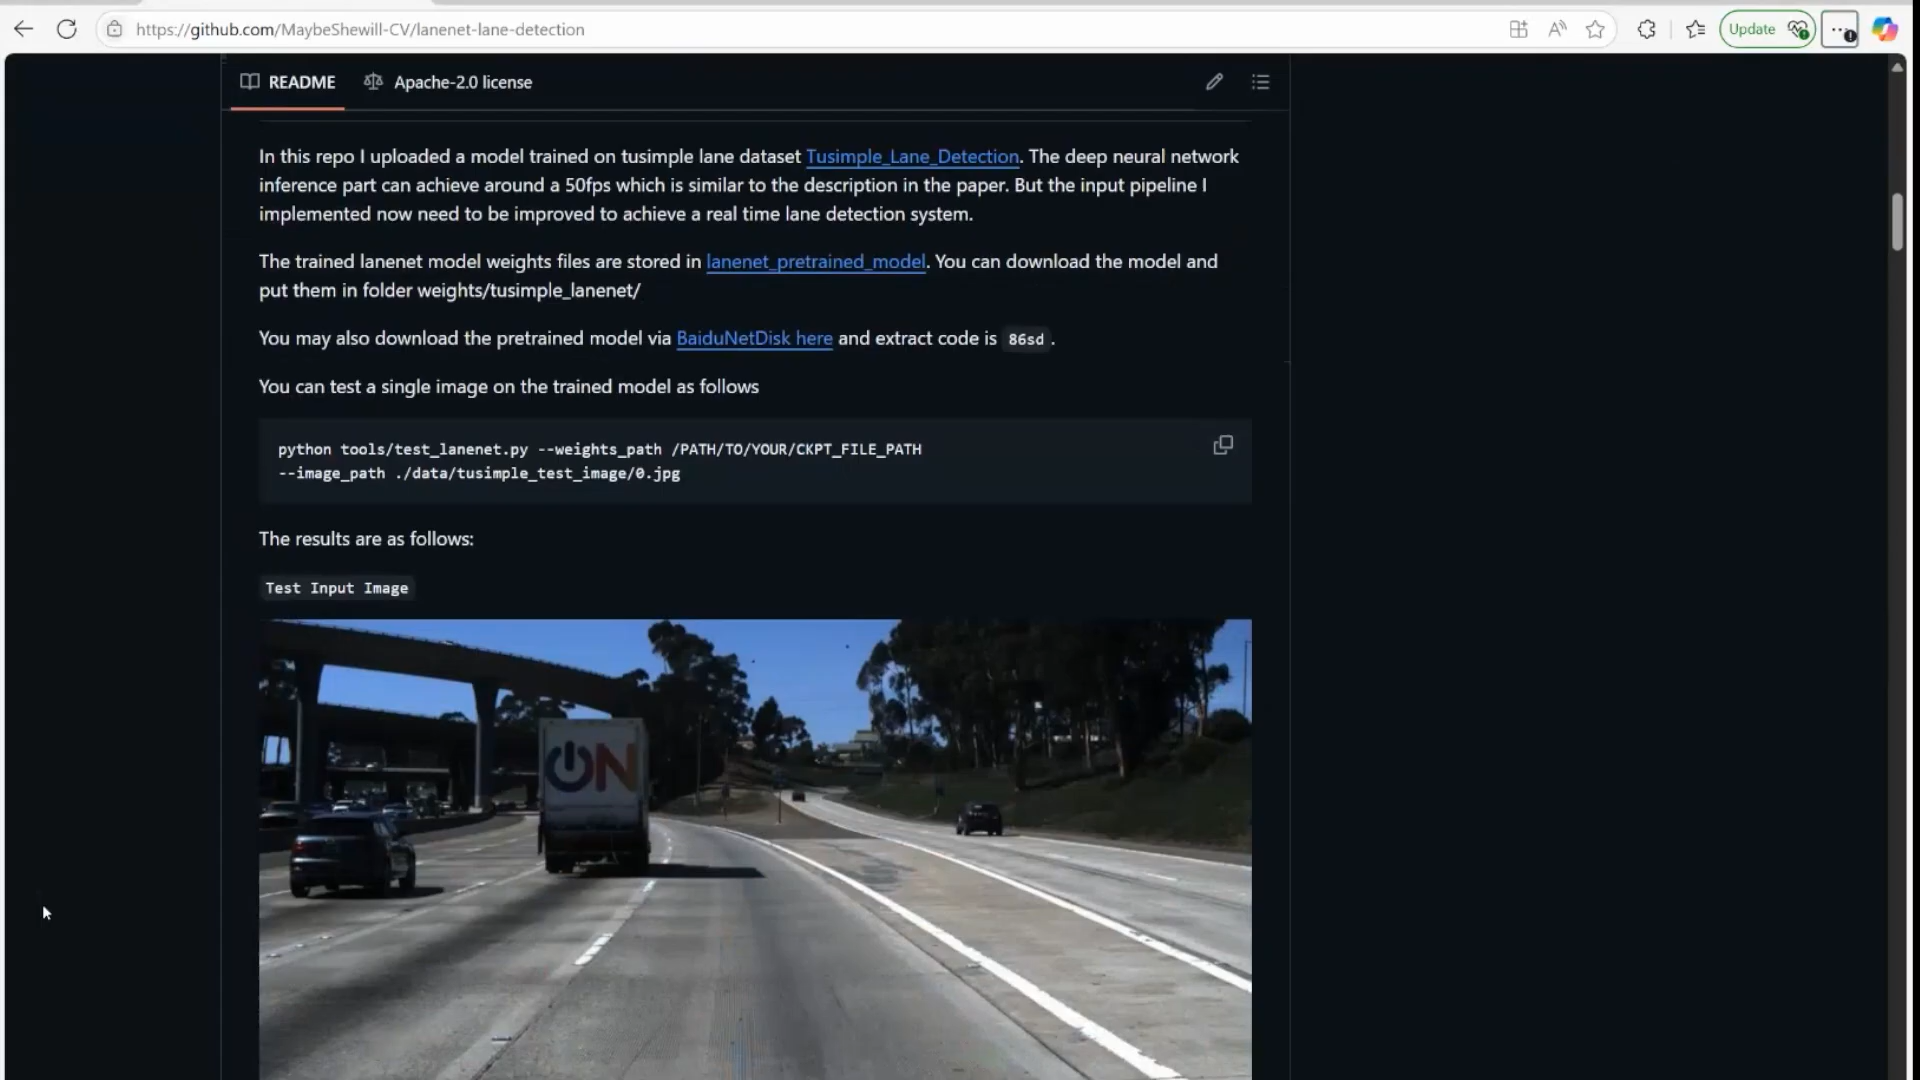 https://github.com/MaybeShewill-CV/lanenet-lane-detection
Update
README
Apache-2.0 license
In this repo I uploaded a model trained on tusimple lane dataset Tusimple_Lane_Detection. The deep neural network
inference part can achieve around a 50fps which is similar to the description in the paper. But the input pipeline I
implemented now need to be improved to achieve a real time lane detection system.
The trained lanenet model weights files are stored in lanenet_pretrained_model. You can download the model and
put them in folder weights/tusimple_lanenet/
You may also download the pretrained model via BaiduNetDisk here and extract code is 86sd .
You can test a single image on the trained model as follows
python tools/test_lanenet.py --weights_path /PATH/TO/YOUR/CKPT_FILE_PATH
--image_path ./data/tusimple_test_image/0.jpg
The results are as follows:
Test Input Image
ON